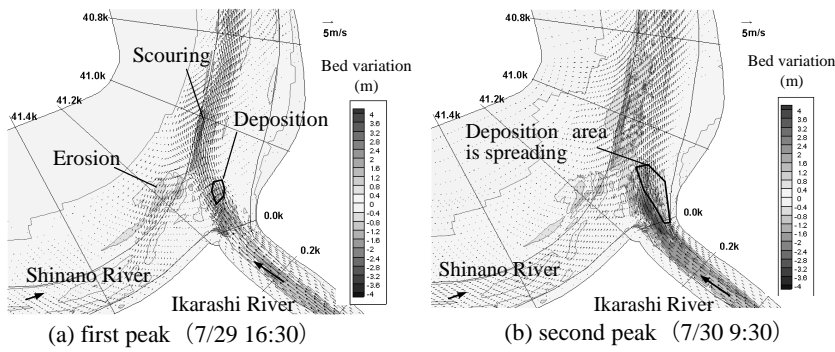 40.8k
5m/s
Scouring
Bed variation
(m)
41.0k
41.2k
41.4k
Deposition
Erosion
4
3.6
3.2
2.8
2.4
2
1.6
1.2
0.8
0.4
0
-0.4
-0.8
-1.2
-1.6
-2
-2.4
-2.8
-3.2
-3.6
-4
0.0k
0.2k
Shinano River
Ikarashi River
(a) first peak (7/29 16:30)
40.8k
5m/s
Bed variation
(m)
41.0k
41.2k
41.4k
Deposition area
is spreading
4
3.6
3.2
2.8
2.4
2
1.6
1.2
0.8
0.4
0
-0.4
-0.8
-1.2
-1.6
-2
-2.4
-2.8
-3.2
-3.6
-4
0.0k
0.2k
Shinano River
Ikarashi River
(b) second peak (7/30 9:30)